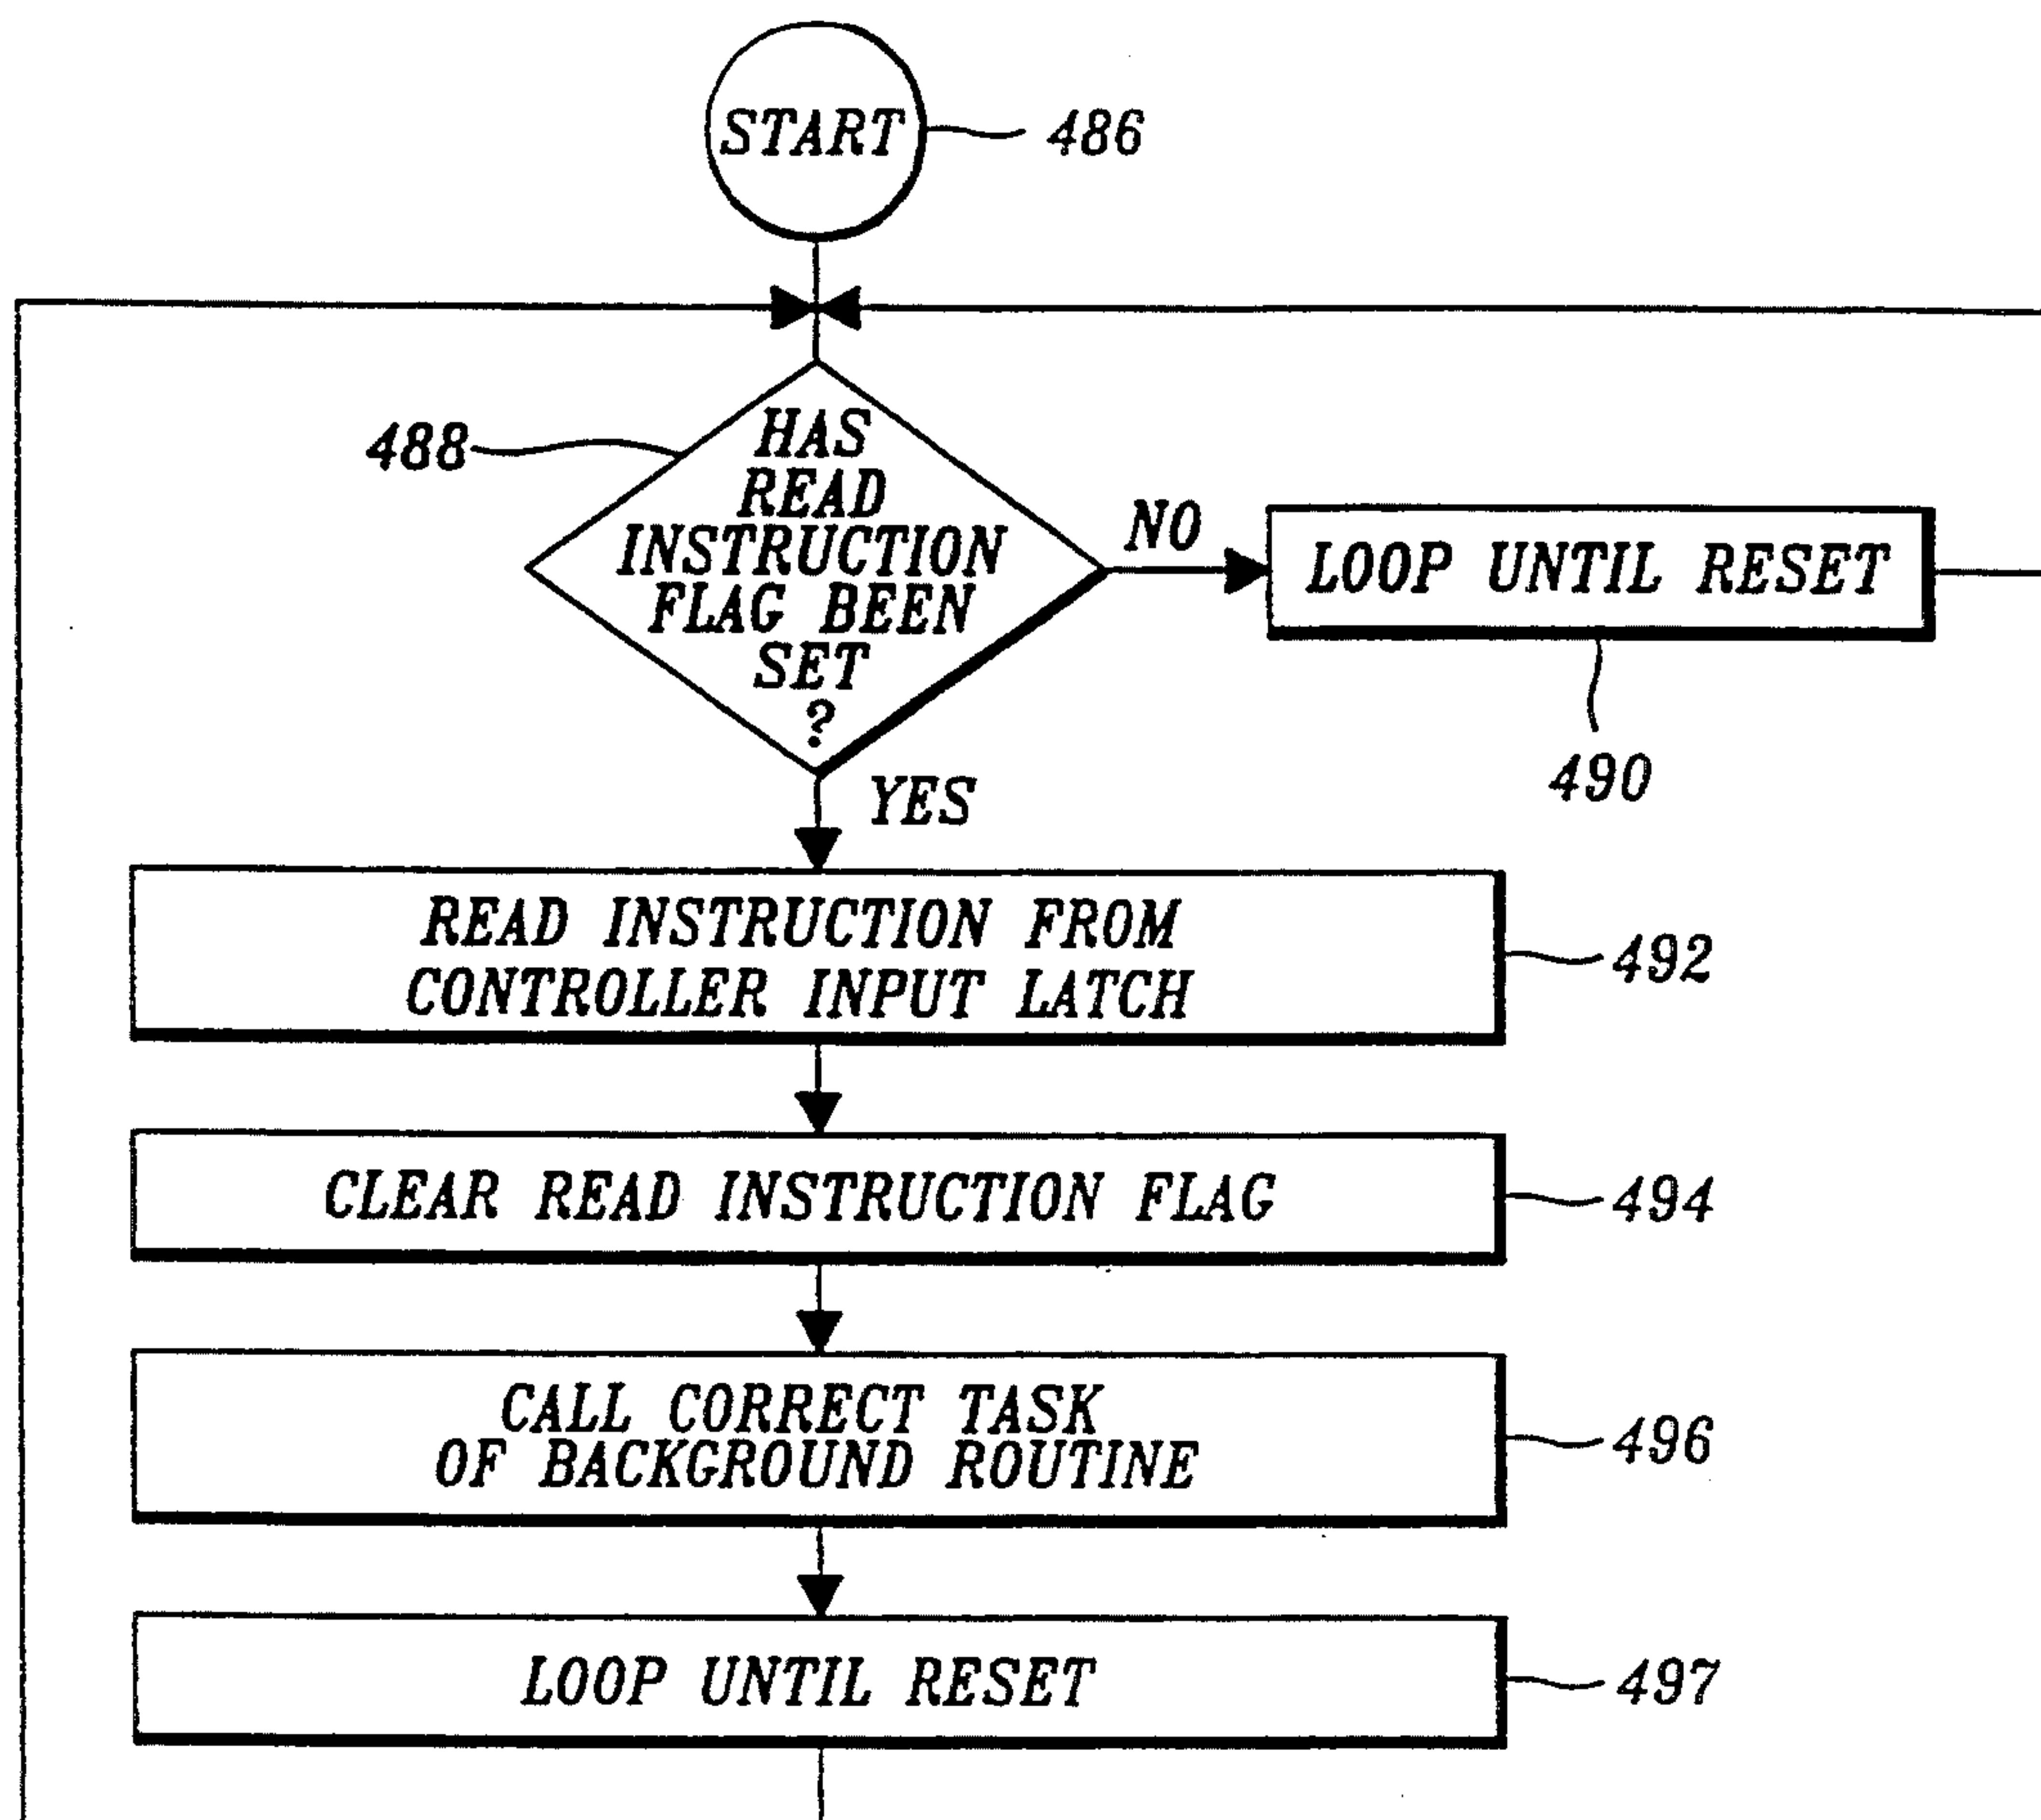 START
486
488
HAS
READ
INSTRUCTION
FLAG BEEN
SET
?
NO
LOOP UNTIL RESET
490
YES
READ INSTRUCTION FROM
CONTROLLER INPUT LATCH
492
CLEAR READ INSTRUCTION FLAG
494
CALL CORRECT TASK
OF BACKGROUND ROUTINE
496
LOOP UNTIL RESET
497